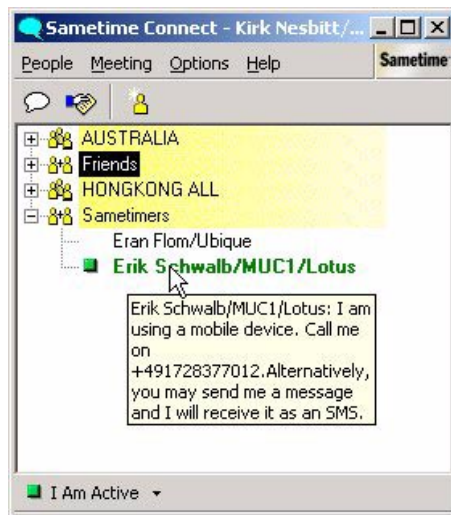 Sametime Connect - Kirk Nesbitt/...
People Meeting Options Help Sametime
AUSTRALIA
Friends
HONGKONG ALL
Sametimers
Eran Flom/Ubique
Erik Schwalb/MUC1/Lotus
Erik Schwalb/MUC1/Lotus: I am
using a mobile device. Call me
on
+491728377012.Alternatively,
you may send me a message
and I will receive it as an SMS.
I Am Active